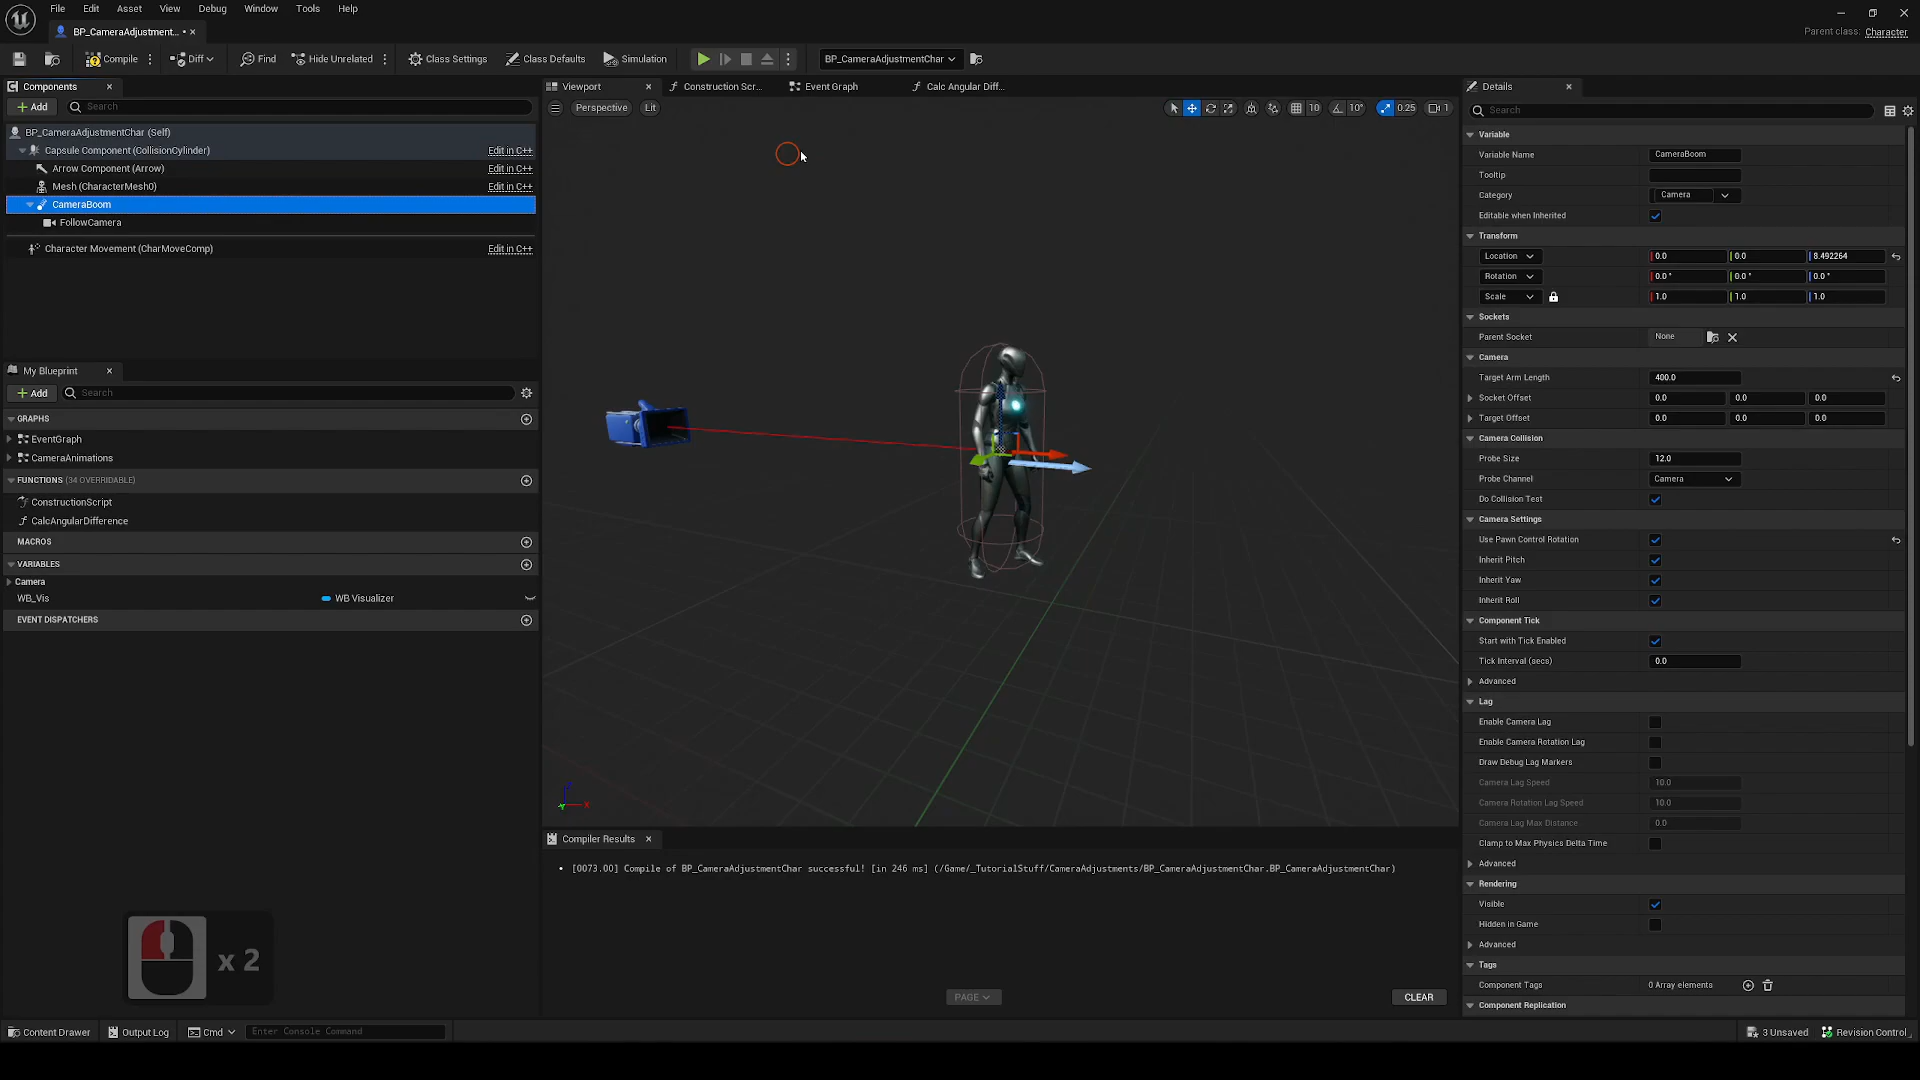 File Edit Asset View Debug Window Tools Help
BP_CameraAdjustment...
Parent class: Character
Compile Diff Find Hide Unrelated Class Settings Class Defaults Simulation BP_CameraAdjustmentChar
Components Viewport Construction Scr... Event Graph Calc Angular Diff... Details
Add Search Perspective Lit 10 10° 0.25 1 Search
BP_CameraAdjustmentChar (Self)
Capsule Component (CollisionCylinder) Edit in C++
Arrow Component (Arrow) Edit in C++
Mesh (CharacterMesh0) Edit in C++
CameraBoom
FollowCamera
Character Movement (CharMoveComp) Edit in C++
My Blueprint
Add Search
GRAPHS
EventGraph
CameraAnimations
FUNCTIONS (34 OVERRIDABLE)
ConstructionScript
CalcAngularDifference
MACROS
VARIABLES
Camera
WB_Vis WB Visualizer
EVENT DISPATCHERS
x 2
X
Compiler Results
[0073.00] Compile of BP_CameraAdjustmentChar successful! [in 246 ms] (/Game/_TutorialStuff/CameraAdjustments/BP_CameraAdjustmentChar.BP_CameraAdjustmentChar)
PAGE CLEAR
Variable
Variable Name CameraBoom
Tooltip
Category Camera
Editable when Inherited
Transform
Location 0.0 0.0 8.492264
Rotation 0.0 ° 0.0 ° 0.0 °
Scale 1.0 1.0 1.0
Sockets
Parent Socket None
Camera
Target Arm Length 400.0
Socket Offset 0.0 0.0 0.0
Target Offset 0.0 0.0 0.0
Camera Collision
Probe Size 12.0
Probe Channel Camera
Do Collision Test
Camera Settings
Use Pawn Control Rotation
Inherit Pitch
Inherit Yaw
Inherit Roll
Component Tick
Start with Tick Enabled
Tick Interval (secs) 0.0
Advanced
Lag
Enable Camera Lag
Enable Camera Rotation Lag
Draw Debug Lag Markers
Camera Lag Speed 10.0
Camera Rotation Lag Speed 10.0
Camera Lag Max Distance 0.0
Clamp to Max Physics Delta Time
Advanced
Rendering
Visible
Hidden in Game
Advanced
Tags
Component Tags 0 Array elements
Component Replication
Content Drawer Output Log Cmd Enter Console Command 3 Unsaved Revision Control